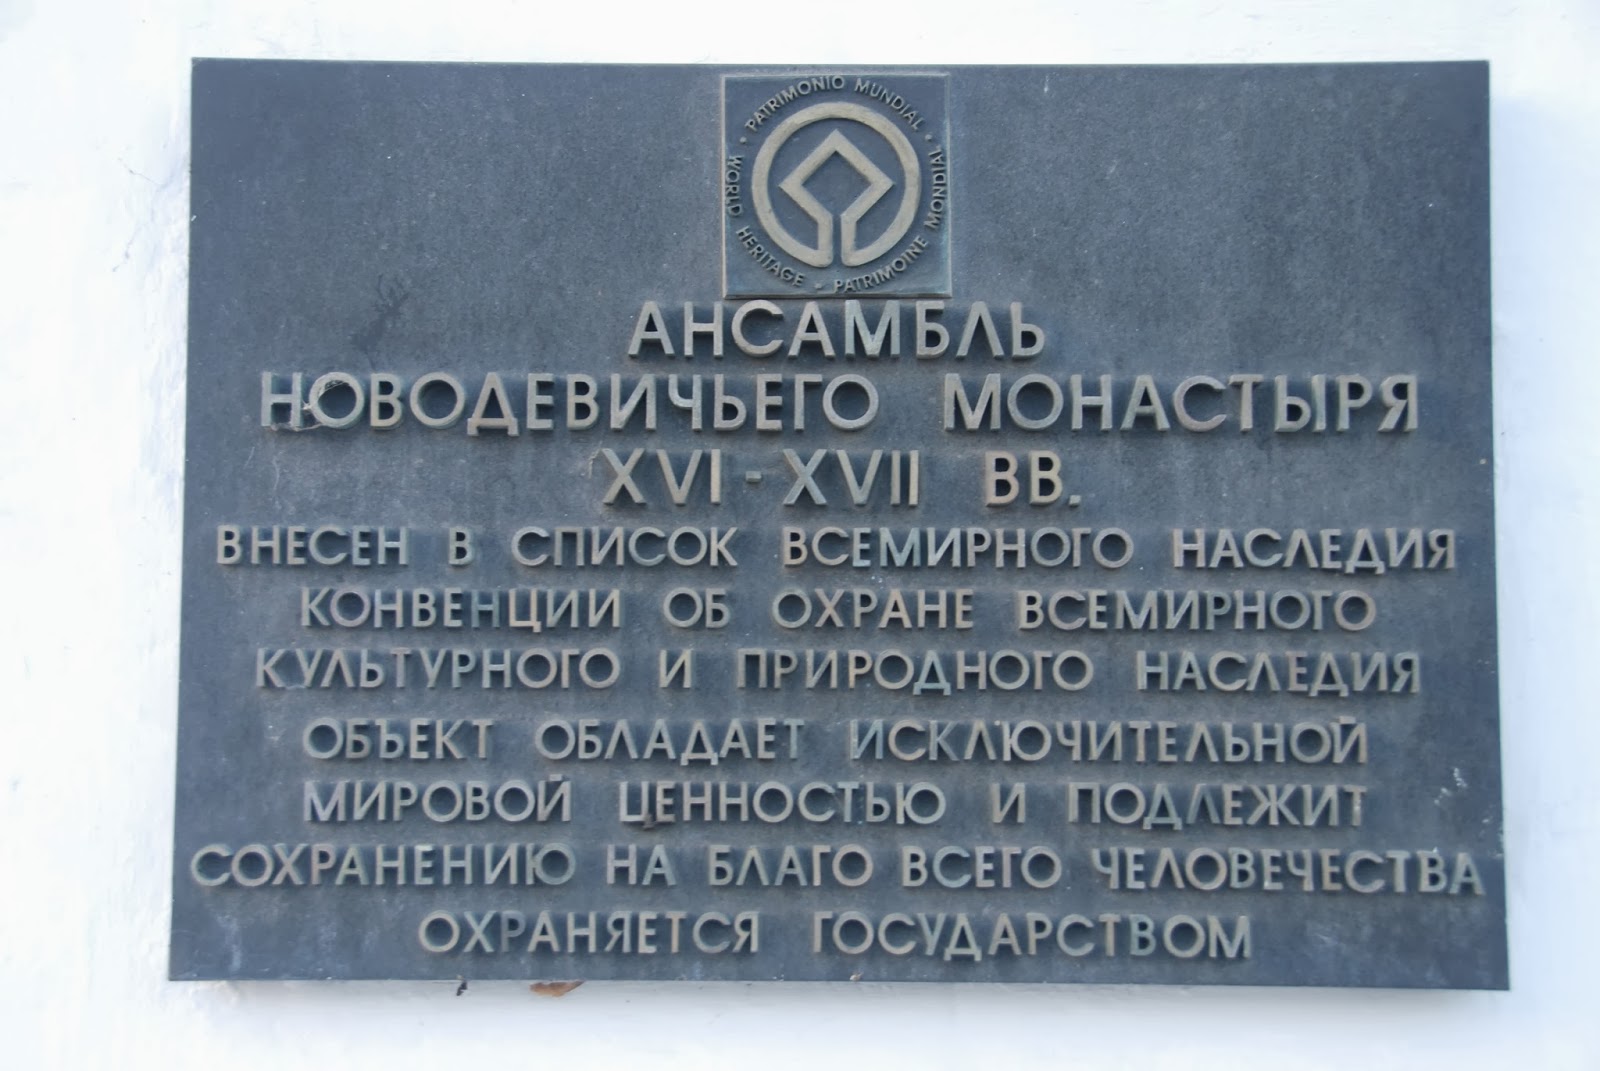 PATRIMONIO MUNDIAL
WORLD HERITAGE
PATRIMOINE MONDIAL
АНСАМБЛЬ
НОВОДЕВИЧЬЕГО МОНАСТЫРЯ
XVI - XVII ВВ.
ВНЕСЕН В СПИСОК ВСЕМИРНОГО НАСЛЕДИЯ
КОНВЕНЦИИ ОБ ОХРАНЕ ВСЕМИРНОГО
КУЛЬТУРНОГО И ПРИРОДНОГО НАСЛЕДИЯ
ОБЪЕКТ ОБЛАДАЕТ ИСКЛЮЧИТЕЛЬНОЙ
МИРОВОЙ ЦЕННОСТЬЮ И ПОДЛЕЖИТ
СОХРАНЕНИЮ НА БЛАГО ВСЕГО ЧЕЛОВЕЧЕСТВА
ОХРАНЯЕТСЯ ГОСУДАРСТВОМ